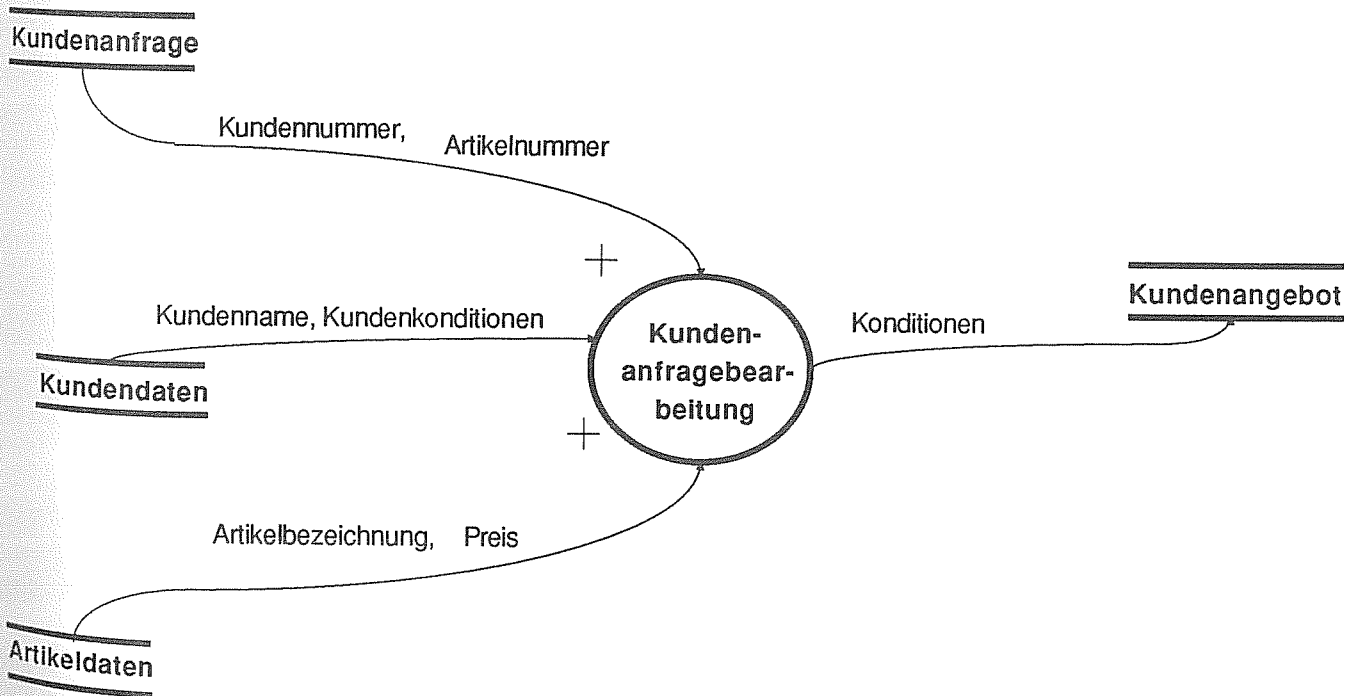 Kundenanfrage
Kundennummer, Artikelnummer
+
Kundenangebot
Kundenname, Kundenkonditionen
Konditionen
Kunden-
anfragebear-
beitung
Kundendaten
+
Artikelbezeichnung, Preis
Artikeldaten